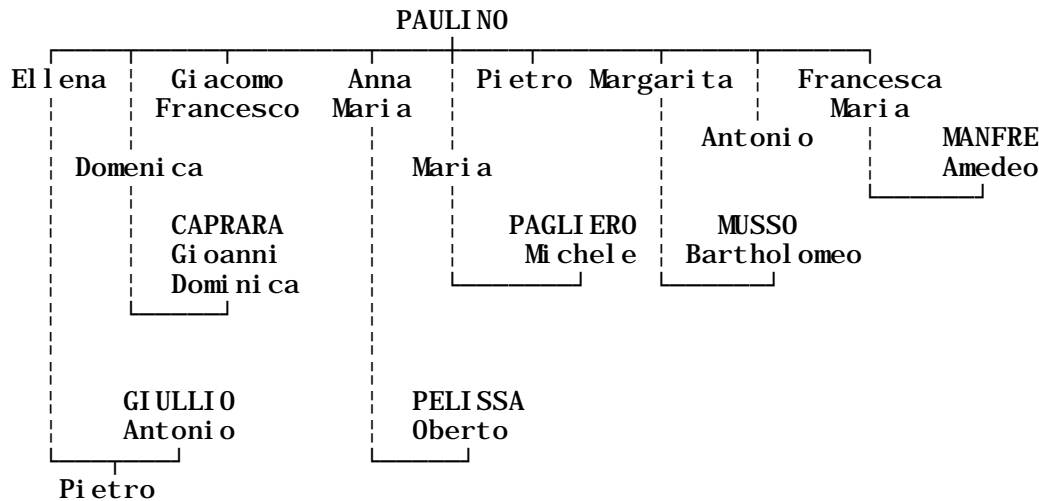 PAULINO
Ellena Giacomo Anna Pietro Margarita Francesca
Francesco Maria Maria
Antonio MANFRE
Domenica Maria Amedeo
CAPRARA PAGLIERO MUSSO
Gioanni Michele Bartholomeo
Dominica
GIULLIO PELISSA
Antonio Oberto
Pietro